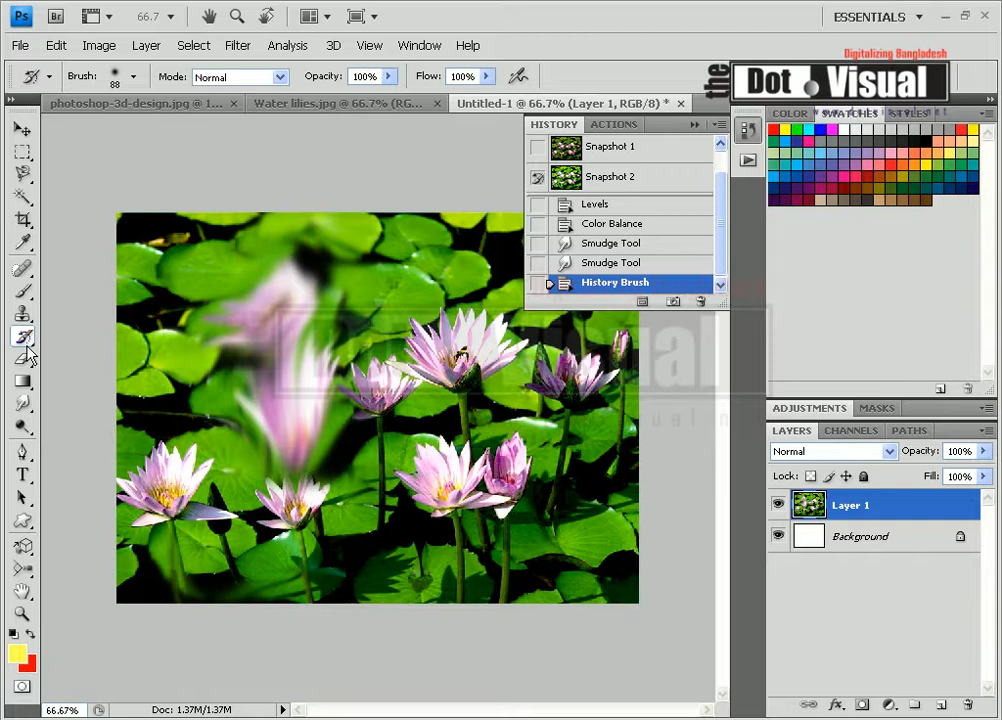 Ps Br 66.7 ESSENTIALS
Digitalizing Bangladesh
File Edit Image Layer Select Filter Analysis 3D View Window Help
Brush: 88 Mode: Normal Opacity: 100% Flow: 100%
the Dot Visual
photoshop-3d-design.jpg @ 1... Water lilies.jpg @ 66.7% (RG... Untitled-1 @ 66.7% (Layer 1, RGB/8) *
COLOR SWATCHES STYLES
HISTORY ACTIONS
Snapshot 1
Snapshot 2
Levels
Color Balance
Smudge Tool
Smudge Tool
History Brush
Visual
ADJUSTMENTS MASKS
LAYERS CHANNELS PATHS
Normal Opacity: 100%
Lock: Fill: 100%
Layer 1
Background
66.67% Doc: 1.37M/1.37M